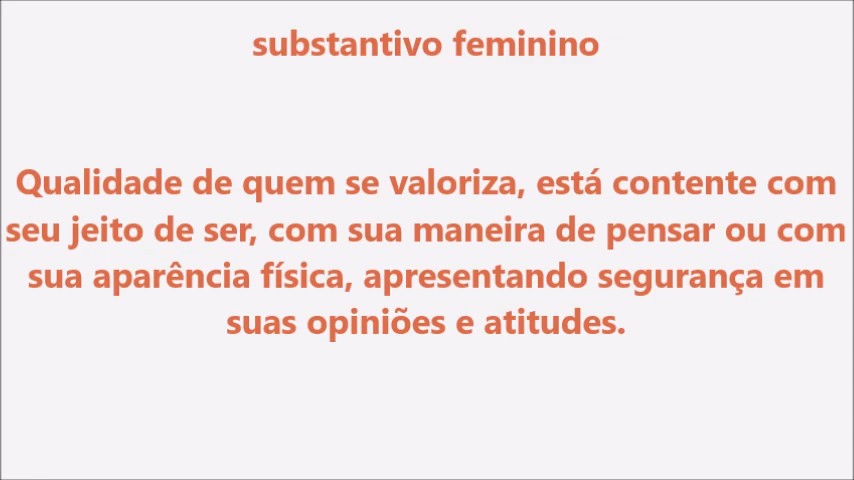 substantivo feminino
Qualidade de quem se valoriza, está contente com
seu jeito de ser, com sua maneira de pensar ou com
sua aparência física, apresentando segurança em
suas opiniões e atitudes.